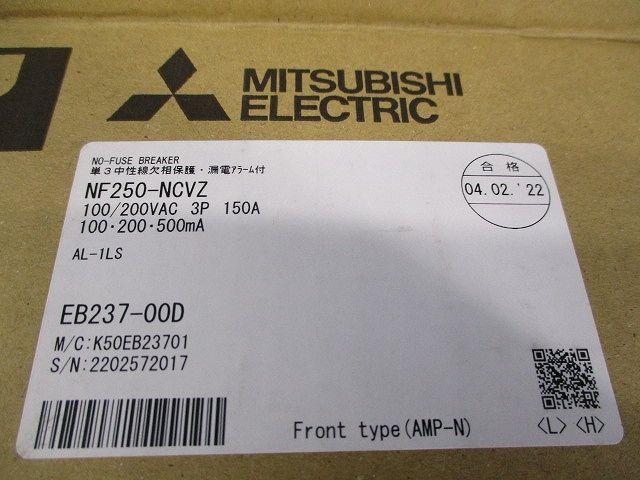 MITSUBISHI
ELECTRIC
NO-FUSE BREAKER
単3中性線欠相保護・漏電アラーム付
NF250-NCVZ
100/200VAC 3P 150A
100・200・500mA
AL-1LS
合格
04.02.'22
EB237-00D
M/C:K50EB23701
S/N:2202572017
Front type(AMP-N)
<L> <H>